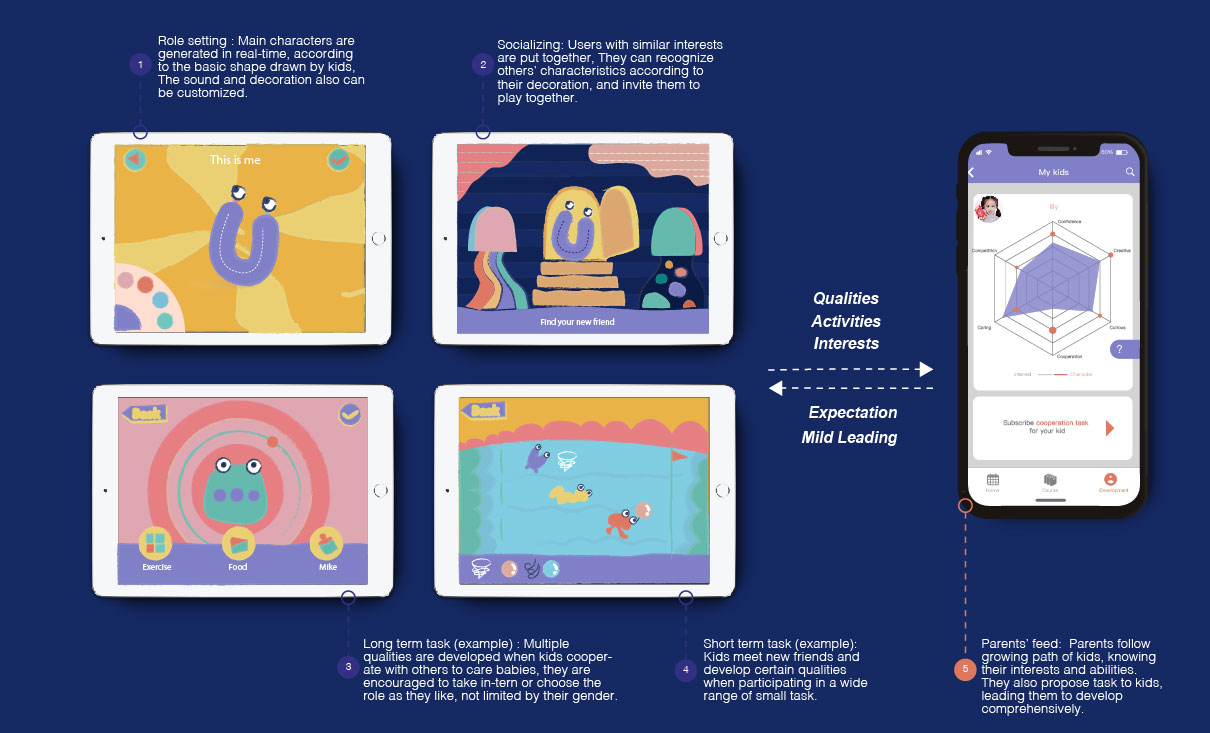 Role setting : Main characters are
generated in real-time, according
to the basic shape drawn by kids,
The sound and decoration also can
be customized.
1
Socializing: Users with similar interests
are put together, They can recognize
others' characteristics according to
their decoration, and invite them to
play together.
2
This is me
Find your new friend
Back
Exercise
Food
Mike
Back
Qualities
Activities
Interests
Expectation
Mild Leading
80%
My kids
By
Confidence
Competition
Creative
Caring
Curious
Cooperation
?
Interest
Character
Subscribe cooperation task
for your kid
Home
Course
Development
3
Long term task (example) : Multiple
qualities are developed when kids cooper-
ate with others to care babies, they are
encouraged to take in-tern or choose the
role as they like, not limited by their gender.
4
Short term task (example):
Kids meet new friends and
develop certain qualities
when participating in a wide
range of small task.
5
Parents' feed:  Parents follow
growing path of kids, knowing
their interests and abilities.
They also propose task to kids,
leading them to develop
comprehensively.